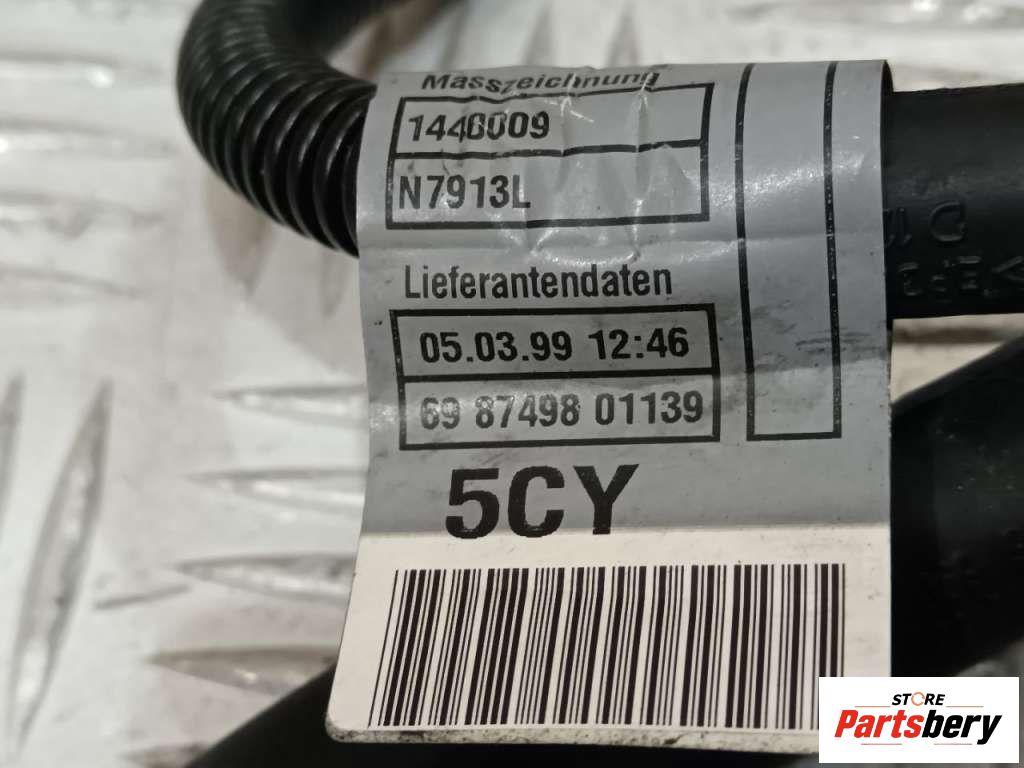 Masszeichnung
1440009
N7913L
Lieferantendaten
05.03.99 12:46
69 87498 01139
5CY
STORE
Partsbery